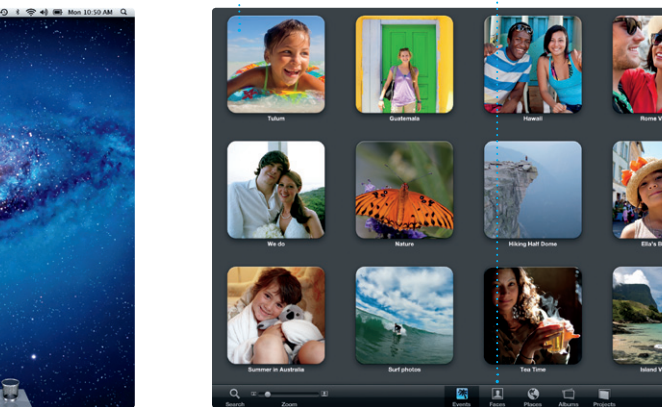 Mon 10:50 AM
Tulum
Guatemala
Hawaii
Roma V
We do
Nature
Hiking Half Dome
Ella's B
Summer in Australia
Surf photos
Tea Time
Island V
Search
Zoom
Events
Faces
Places
Albums
Projects